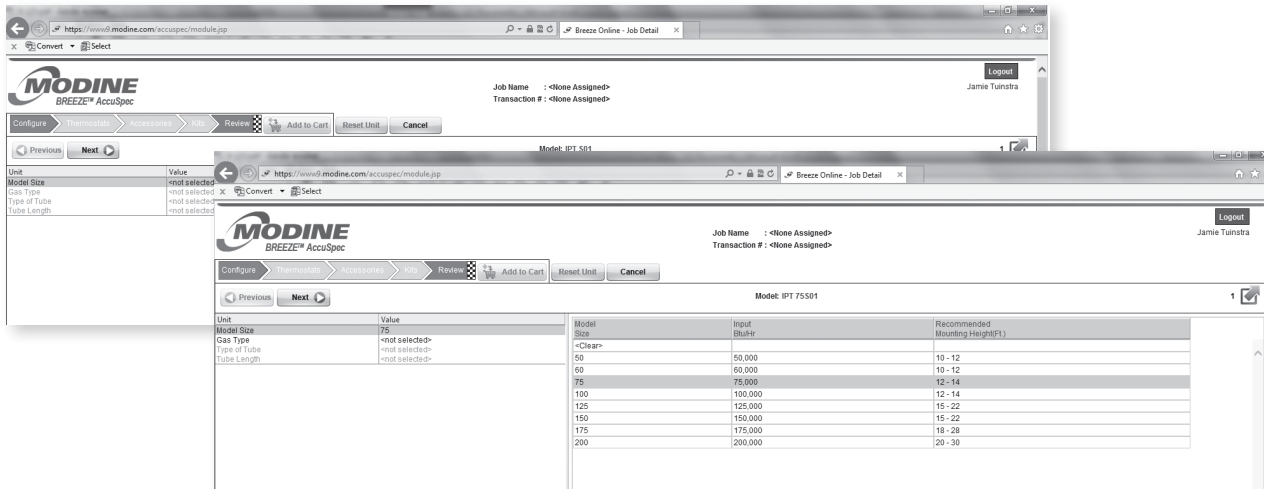 https://www9.modine.com/accuspec/module.jsp
Breeze Online - Job Detail
x Convert Select
MODINE
BREEZE™ AccuSpec
Job Name : <None Assigned>
Transaction # : <None Assigned>
Logout
Jamie Tuinstra
Configure Thermostats Accessories Kits Review Add to Cart Reset Unit Cancel
Previous Next Model: IPT S01 1
Unit Value
Model Size <not selected
Gas Type <not selected
Type of Tube <not selected
Tube Length <not selected
https://www9.modine.com/accuspec/module.jsp
Breeze Online - Job Detail
x Convert Select
MODINE
BREEZE™ AccuSpec
Job Name : <None Assigned>
Transaction # : <None Assigned>
Logout
Jamie Tuinstra
Configure Thermostats Accessories Kits Review Add to Cart Reset Unit Cancel
Previous Next Model: IPT 75S01 1
Unit Value
Model Size 75
Gas Type <not selected>
Type of Tube <not selected>
Tube Length <not selected>
Model Input Recommended
Size Btu/Hr Mounting Height(Ft.)
<Clear>
50 50,000 10 - 12
60 60,000 10 - 12
75 75,000 12 - 14
100 100,000 12 - 14
125 125,000 15 - 22
150 150,000 15 - 22
175 175,000 18 - 28
200 200,000 20 - 30